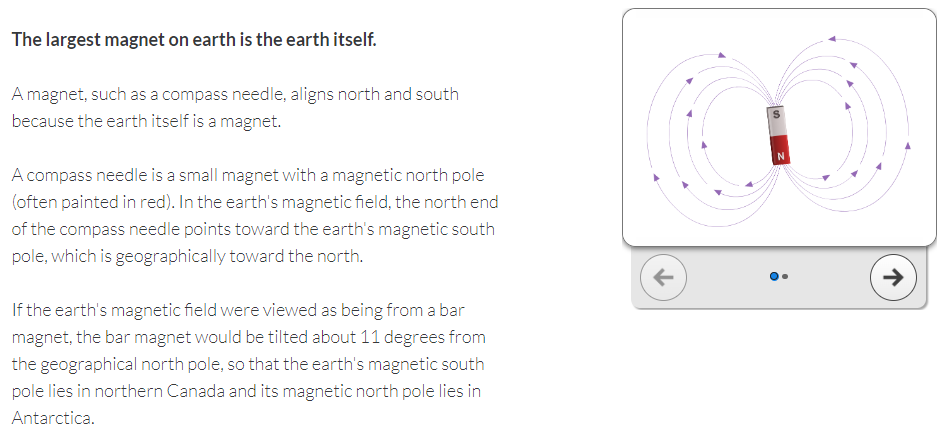 The largest magnet on earth is the earth itself.
A magnet, such as a compass needle, aligns north and south
because the earth itself is a magnet.
A compass needle is a small magnet with a magnetic north pole
(often painted in red). In the earth's magnetic field, the north end
of the compass needle points toward the earth's magnetic south
pole, which is geographically toward the north.
If the earth's magnetic field were viewed as being from a bar
magnet, the bar magnet would be tilted about 11 degrees from
the geographical north pole, so that the earth's magnetic south
pole lies in northern Canada and its magnetic north pole lies in
Antarctica.
S
N